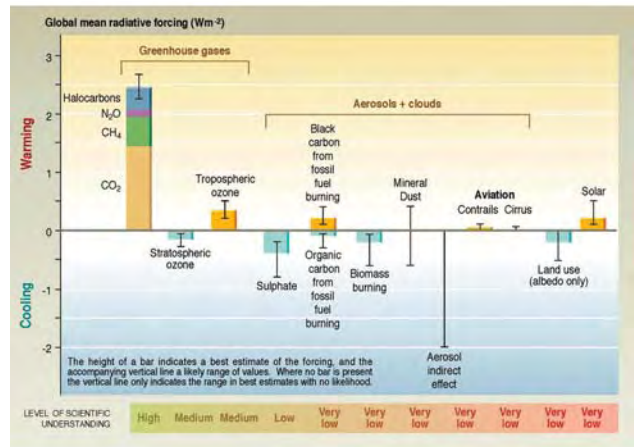 Global mean radiative forcing (Wm-2)
Greenhouse gases
3
Halocarbons
N₂O
2
CH₄
Aerosols + clouds
Warming
Black
carbon
from
fossil
fuel
burning
CO₂
1
Tropospheric
ozone
Mineral
Dust
Aviation
Contrails Cirrus
Solar
0
Stratospheric
ozone
Sulphate
Organic
carbon
from
fossil
fuel
burning
Biomass
burning
Land use
(albedo only)
Cooling
-1
-2
Aerosol
indirect
effect
The height of a bar indicates a best estimate of the forcing, and the
accompanying vertical line a likely range of values. Where no bar is present
the vertical line only indicates the range in best estimates with no likelihood.
LEVEL OF SCIENTIFIC
UNDERSTANDING
High Medium Medium Low Very low Very low Very low Very low Very low Very low Very low